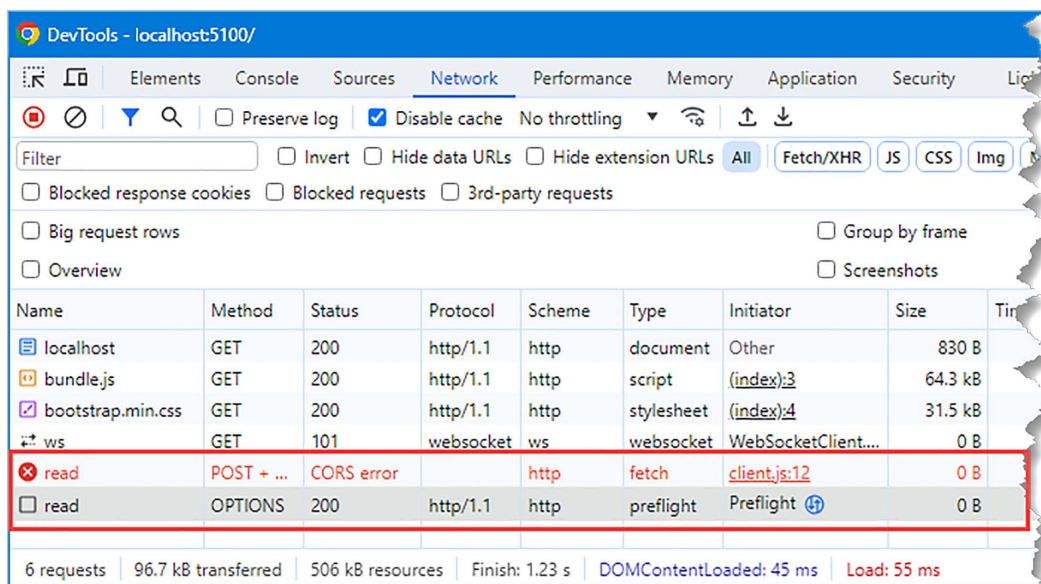 DevTools - localhost:5100/
Elements Console Sources Network Performance Memory Application Security
Preserve log Disable cache No throttling
Filter Invert Hide data URLs Hide extension URLs All Fetch/XHR JS CSS Img
Blocked response cookies Blocked requests 3rd-party requests
Big request rows Group by frame
Overview Screenshots
Name Method Status Protocol Scheme Type Initiator Size
localhost GET 200 http/1.1 http document Other 830 B
bundle.js GET 200 http/1.1 http script (index):3 64.3 kB
bootstrap.min.css GET 200 http/1.1 http stylesheet (index):4 31.5 kB
ws GET 101 websocket ws websocket WebSocketClient.... 0 B
read POST + ... CORS error http fetch client.js:12 0 B
read OPTIONS 200 http/1.1 http preflight Preflight 0 B
6 requests 96.7 kB transferred 506 kB resources Finish: 1.23 s DOMContentLoaded: 45 ms Load: 55 ms